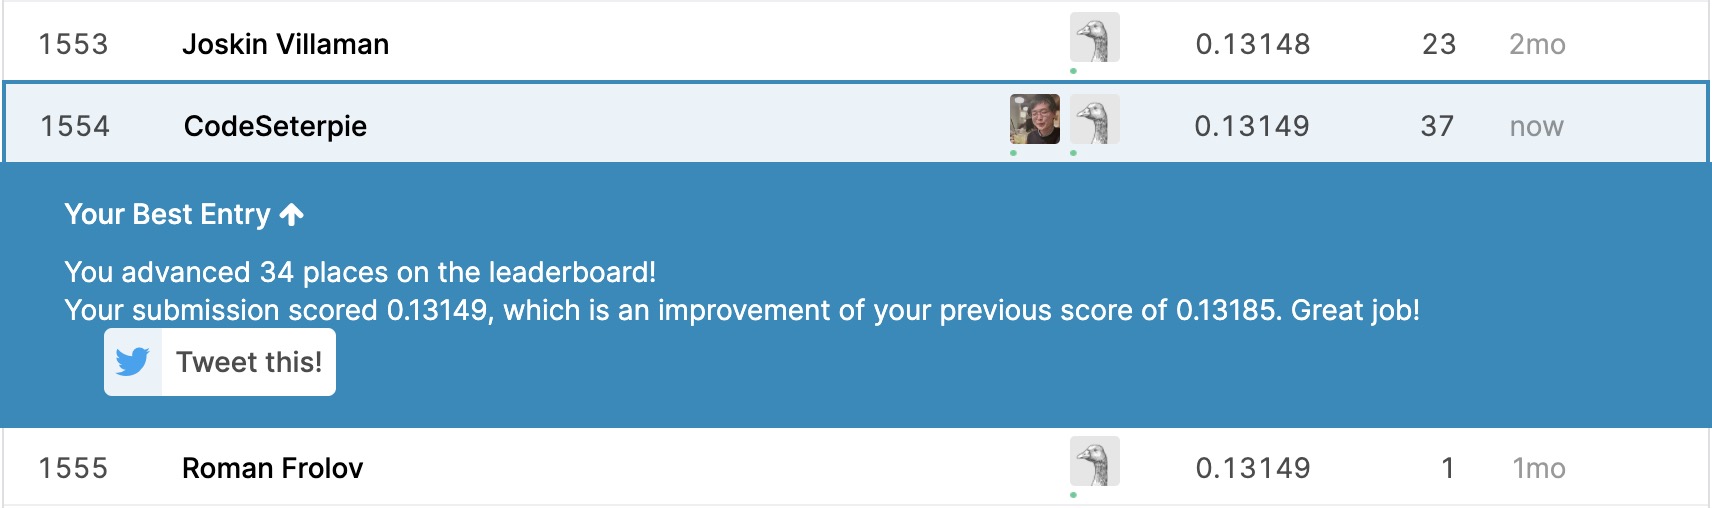 1553 Joskin Villaman 0.13148 23 2mo
1554 CodeSeterpie 0.13149 37 now
Your Best Entry
You advanced 34 places on the leaderboard!
Your submission scored 0.13149, which is an improvement of your previous score of 0.13185. Great job!
Tweet this!
1555 Roman Frolov 0.13149 1 1mo